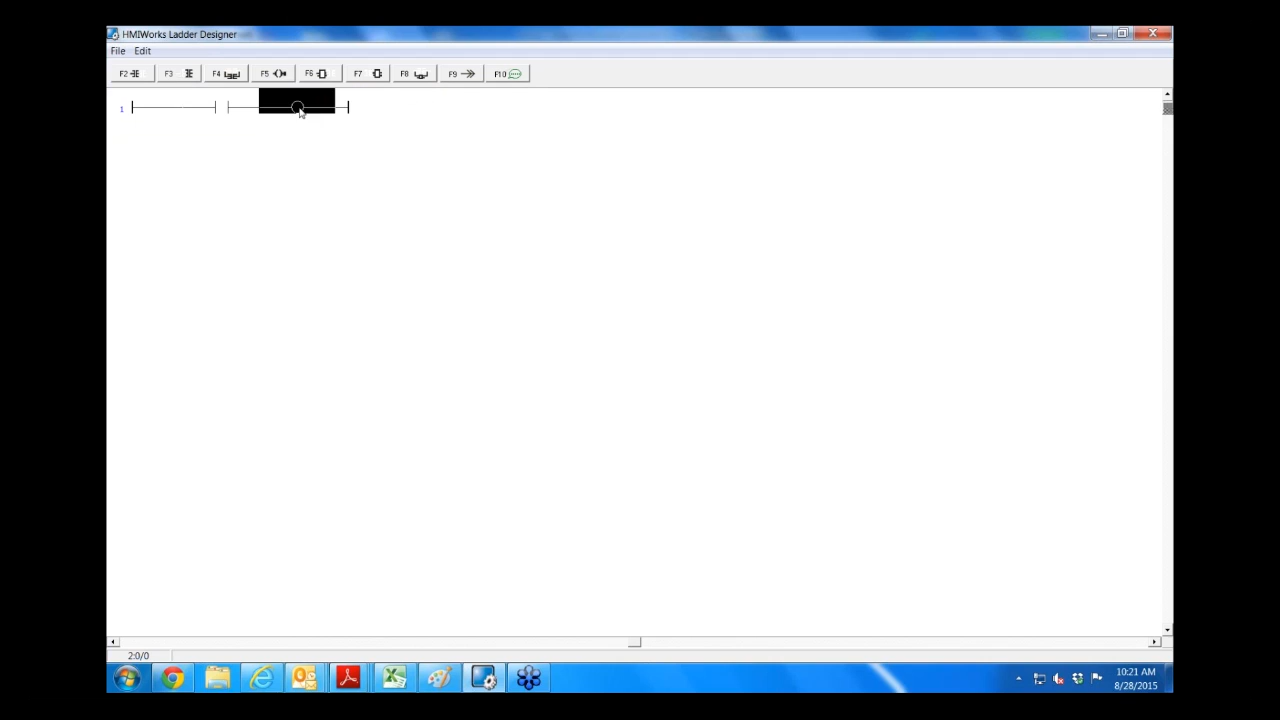 HMIWorks Ladder Designer
File Edit
F2 F3 F4 F5 F6 F7 F8 F9 F10
1
2:0/0
10:21 AM
8/28/2015